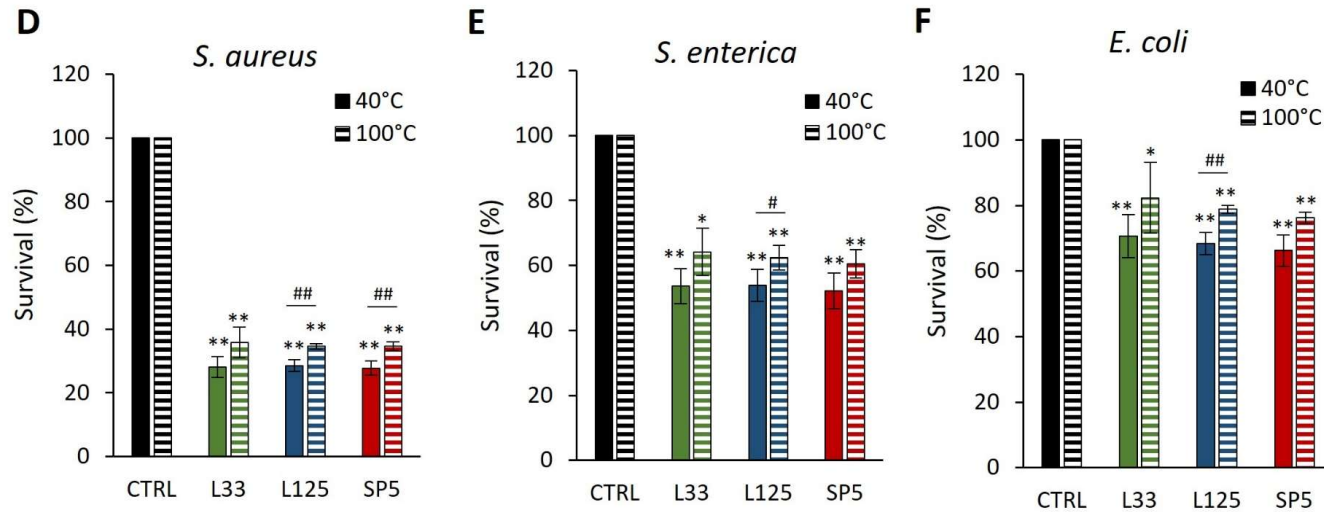 D
S. aureus
120
100
80
60
40
20
0
Survival (%)
40°C
100°C
** ** ** ** ** **
## ##
CTRL L33 L125 SP5
E
S. enterica
120
100
80
60
40
20
0
Survival (%)
40°C
100°C
** * ** ** ** **
#
CTRL L33 L125 SP5
F
E. coli
120
100
80
60
40
20
0
Survival (%)
40°C
100°C
** * ** ** ** **
##
CTRL L33 L125 SP5